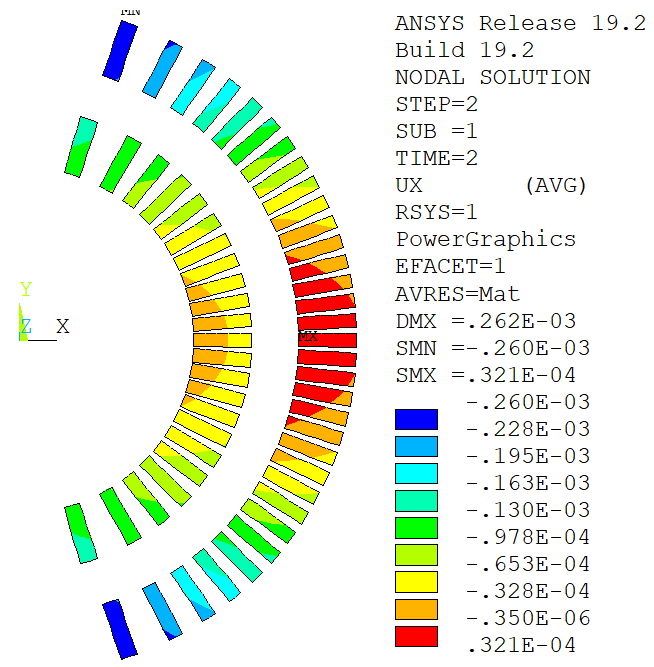 MIN
ANSYS Release 19.2
Build 19.2
NODAL SOLUTION
STEP=2
SUB =1
TIME=2
UX (AVG)
RSYS=1
PowerGraphics
EFACET=1
AVRES=Mat
DMX =.262E-03
SMN =-.260E-03
SMX =.321E-04
-.260E-03
-.228E-03
-.195E-03
-.163E-03
-.130E-03
-.978E-04
-.653E-04
-.328E-04
-.350E-06
.321E-04
Y
Z X
MX